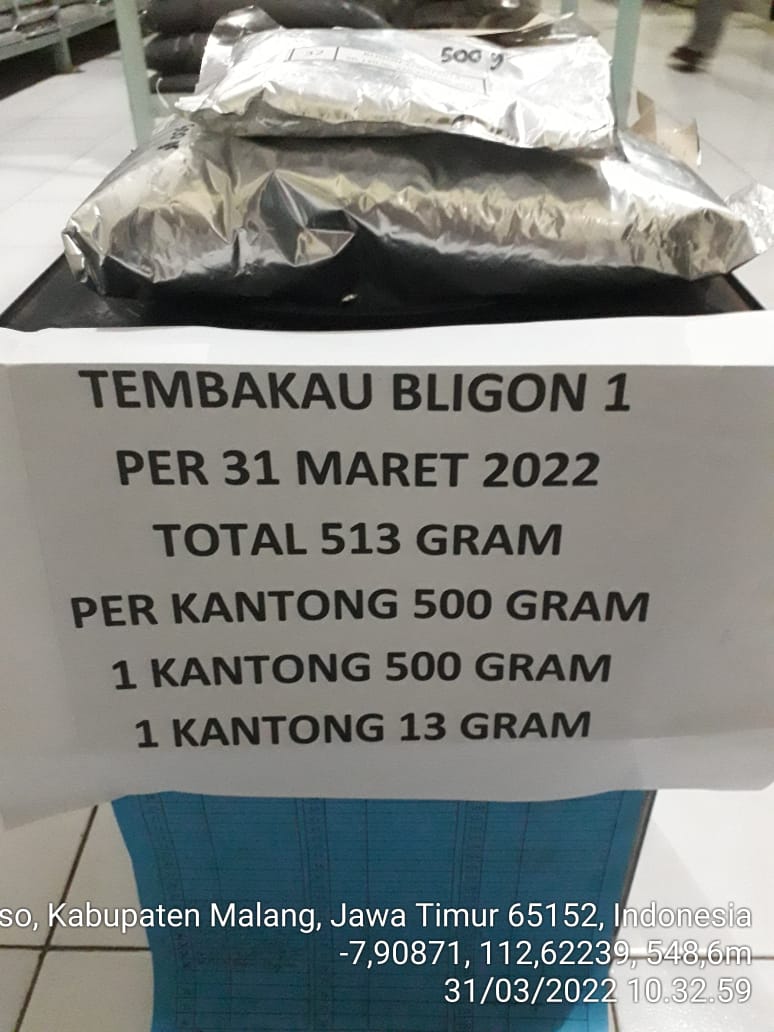 32
500 g
TEMBAKAU BLIGON 1
PER 31 MARET 2022
TOTAL 513 GRAM
PER KANTONG 500 GRAM
1 KANTONG 500 GRAM
1 KANTONG 13 GRAM
so, Kabupaten Malang, Jawa Timur 65152, Indonesia
-7,90871, 112,62239, 548,6m
31/03/2022 10.32.59